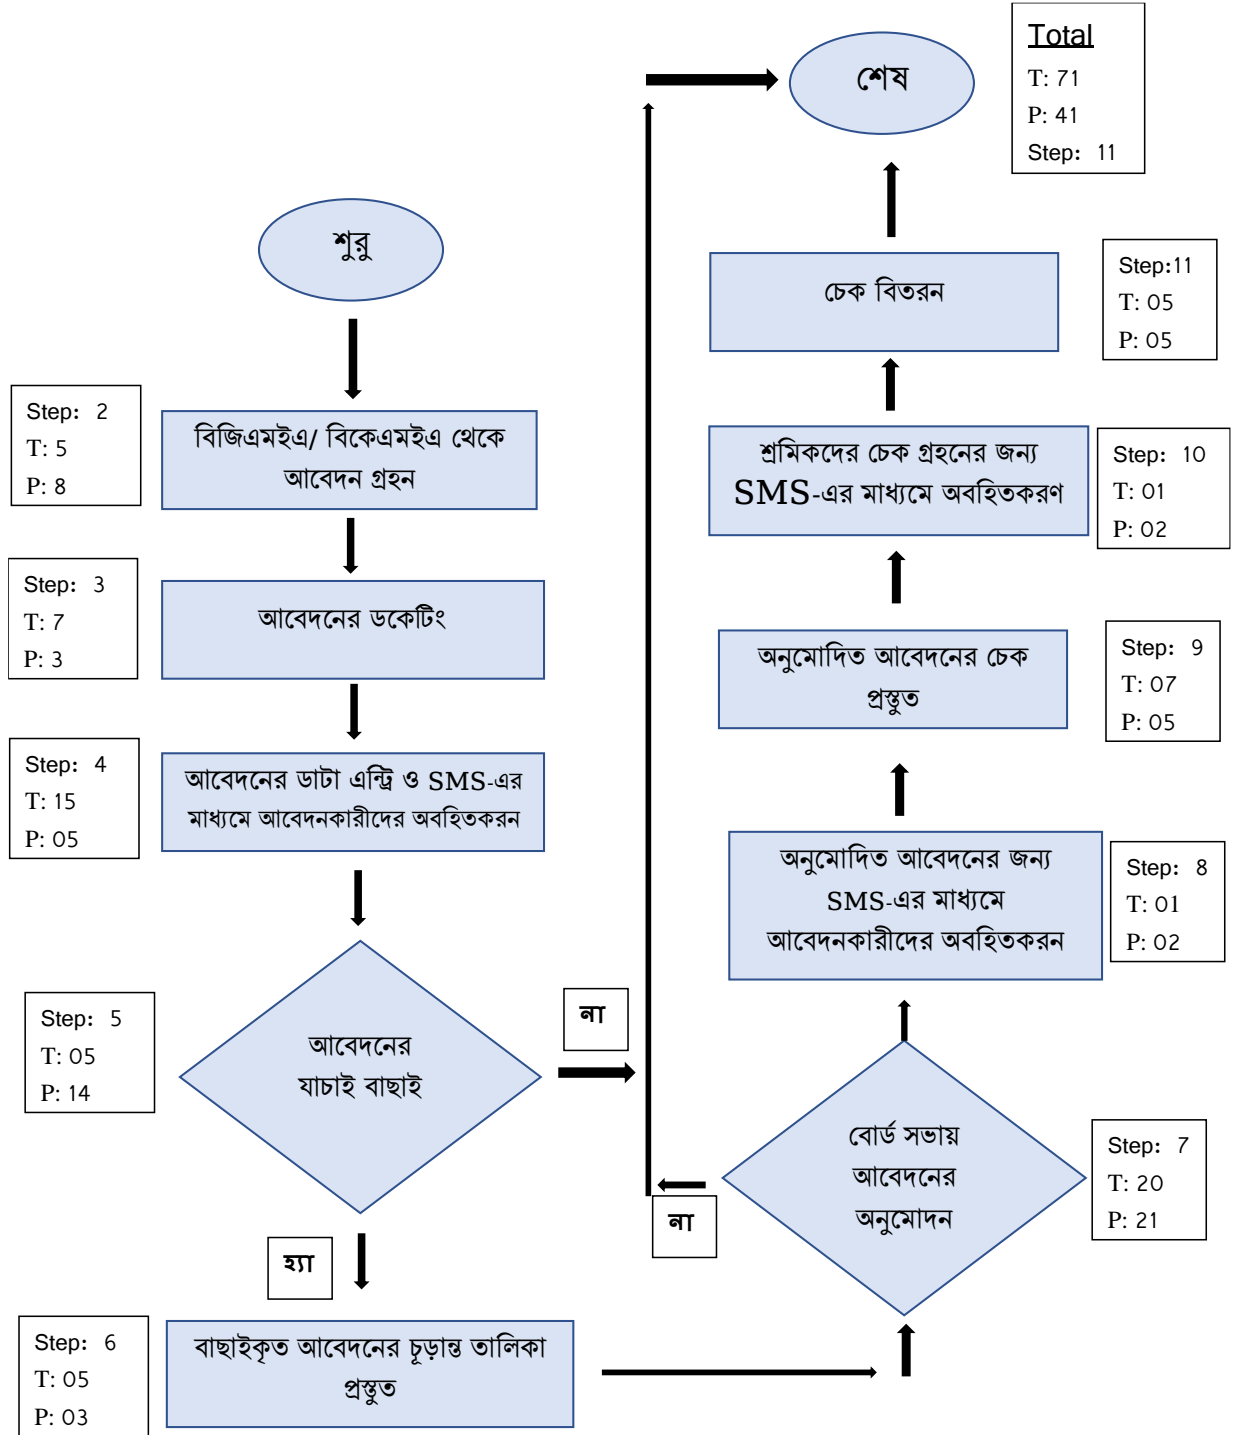 শুরু
Step: 2
T: 5
P: 8
বিজিএমইএ/ বিকেএমইএ থেকে
আবেদন গ্রহন
Step: 3
T: 7
P: 3
আবেদনের ডকেটিং
Step: 4
T: 15
P: 05
আবেদনের ডাটা এন্ট্রি ও SMS-এর
মাধ্যমে আবেদনকারীদের অবহিতকরন
Step: 5
T: 05
P: 14
আবেদনের
যাচাই বাছাই
না
হ্যা
Step: 6
T: 05
P: 03
বাছাইকৃত আবেদনের চূড়ান্ত তালিকা
প্রস্তুত
বোর্ড সভায়
আবেদনের
অনুমোদন
Step: 7
T: 20
P: 21
না
অনুমোদিত আবেদনের জন্য
SMS-এর মাধ্যমে
আবেদনকারীদের অবহিতকরন
Step: 8
T: 01
P: 02
অনুমোদিত আবেদনের চেক
প্রস্তুত
Step: 9
T: 07
P: 05
শ্রমিকদের চেক গ্রহনের জন্য
SMS-এর মাধ্যমে অবহিতকরণ
Step: 10
T: 01
P: 02
চেক বিতরন
Step:11
T: 05
P: 05
শেষ
Total
T: 71
P: 41
Step: 11